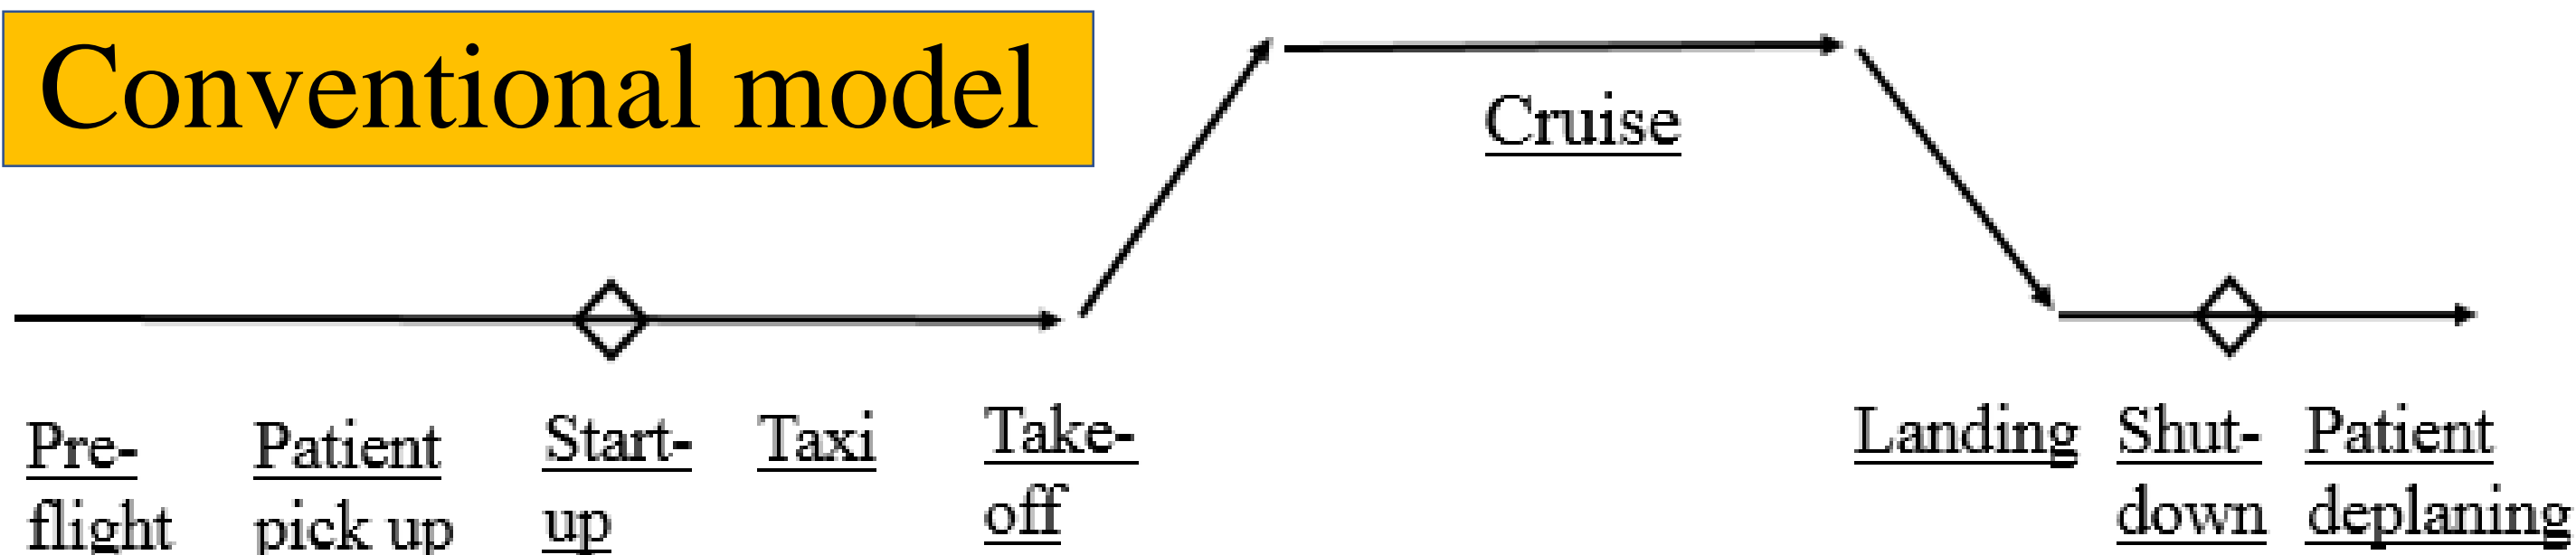 Conventional model
Cruise
Pre-
flight
Patient
pick up
Start-
up
Taxi
Take-
off
Landing
Shut-
down
Patient
deplaning